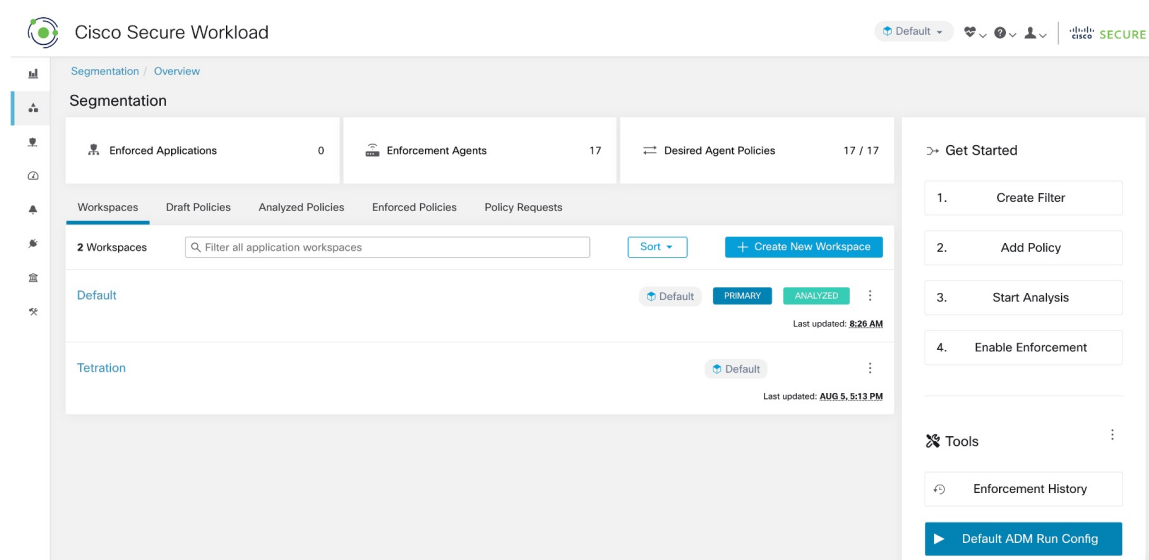 Cisco Secure Workload
Default
cisco SECURE
Segmentation / Overview
Segmentation
Enforced Applications 0
Enforcement Agents 17
Desired Agent Policies 17 / 17
Workspaces Draft Policies Analyzed Policies Enforced Policies Policy Requests
2 Workspaces Filter all application workspaces Sort + Create New Workspace
Default Default PRIMARY ANALYZED
Last updated: 8:26 AM
Tetration Default
Last updated: AUG 5, 5:13 PM
Get Started
1. Create Filter
2. Add Policy
3. Start Analysis
4. Enable Enforcement
Tools
Enforcement History
Default ADM Run Config